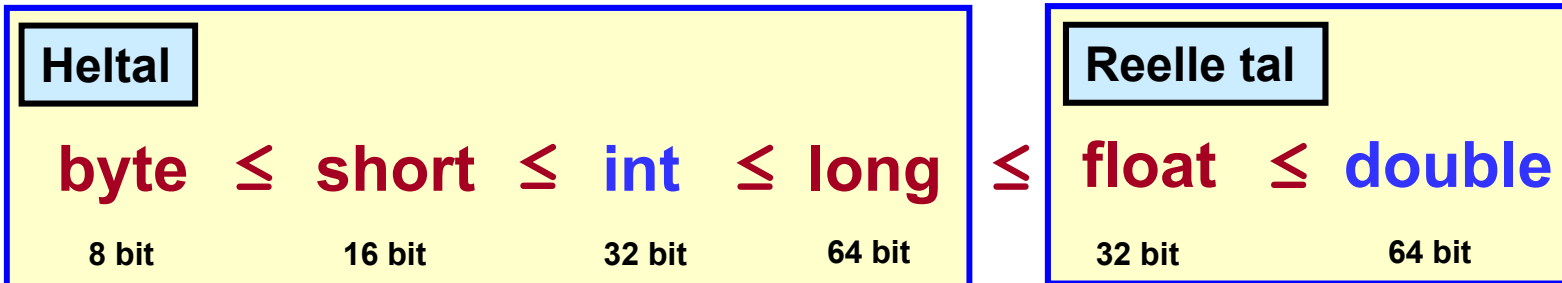 Heltal
Reelle tal
byte ≤ short ≤ int ≤ long ≤ float ≤ double
8 bit 16 bit 32 bit 64 bit 32 bit 64 bit